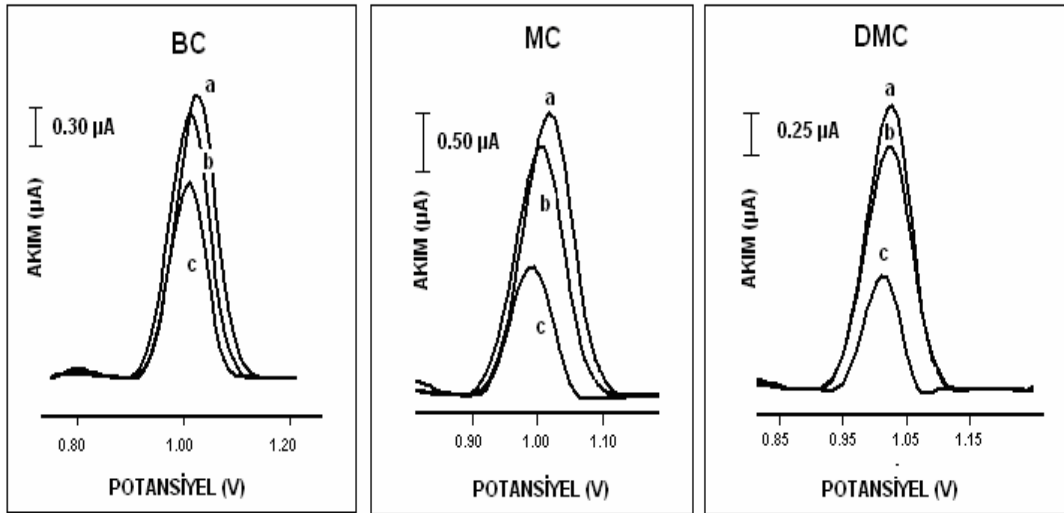 BC
a
0.30 µA
b
c
AKIM (µA)
0.80
1.00
1.20
POTANSİYEL (V)
MC
a
0.50 µA
b
c
AKIM (µA)
0.90
1.00
1.10
POTANSİYEL (V)
DMC
a
0.25 µA
b
c
AKIM (µA)
0.85
0.95
1.05
1.15
POTANSİYEL (V)